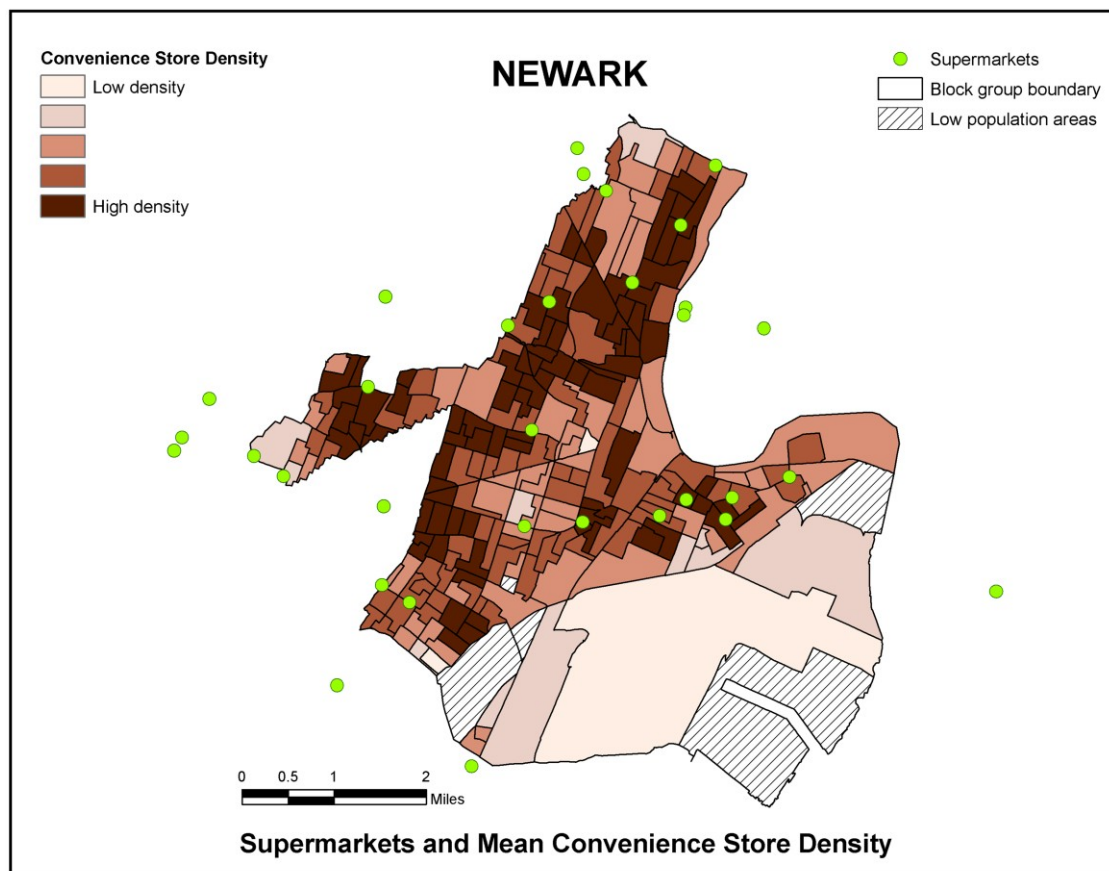 Convenience Store Density
Low density
High density
NEWARK
Supermarkets
Block group boundary
Low population areas
0 0.5 1 2
Miles
Supermarkets and Mean Convenience Store Density